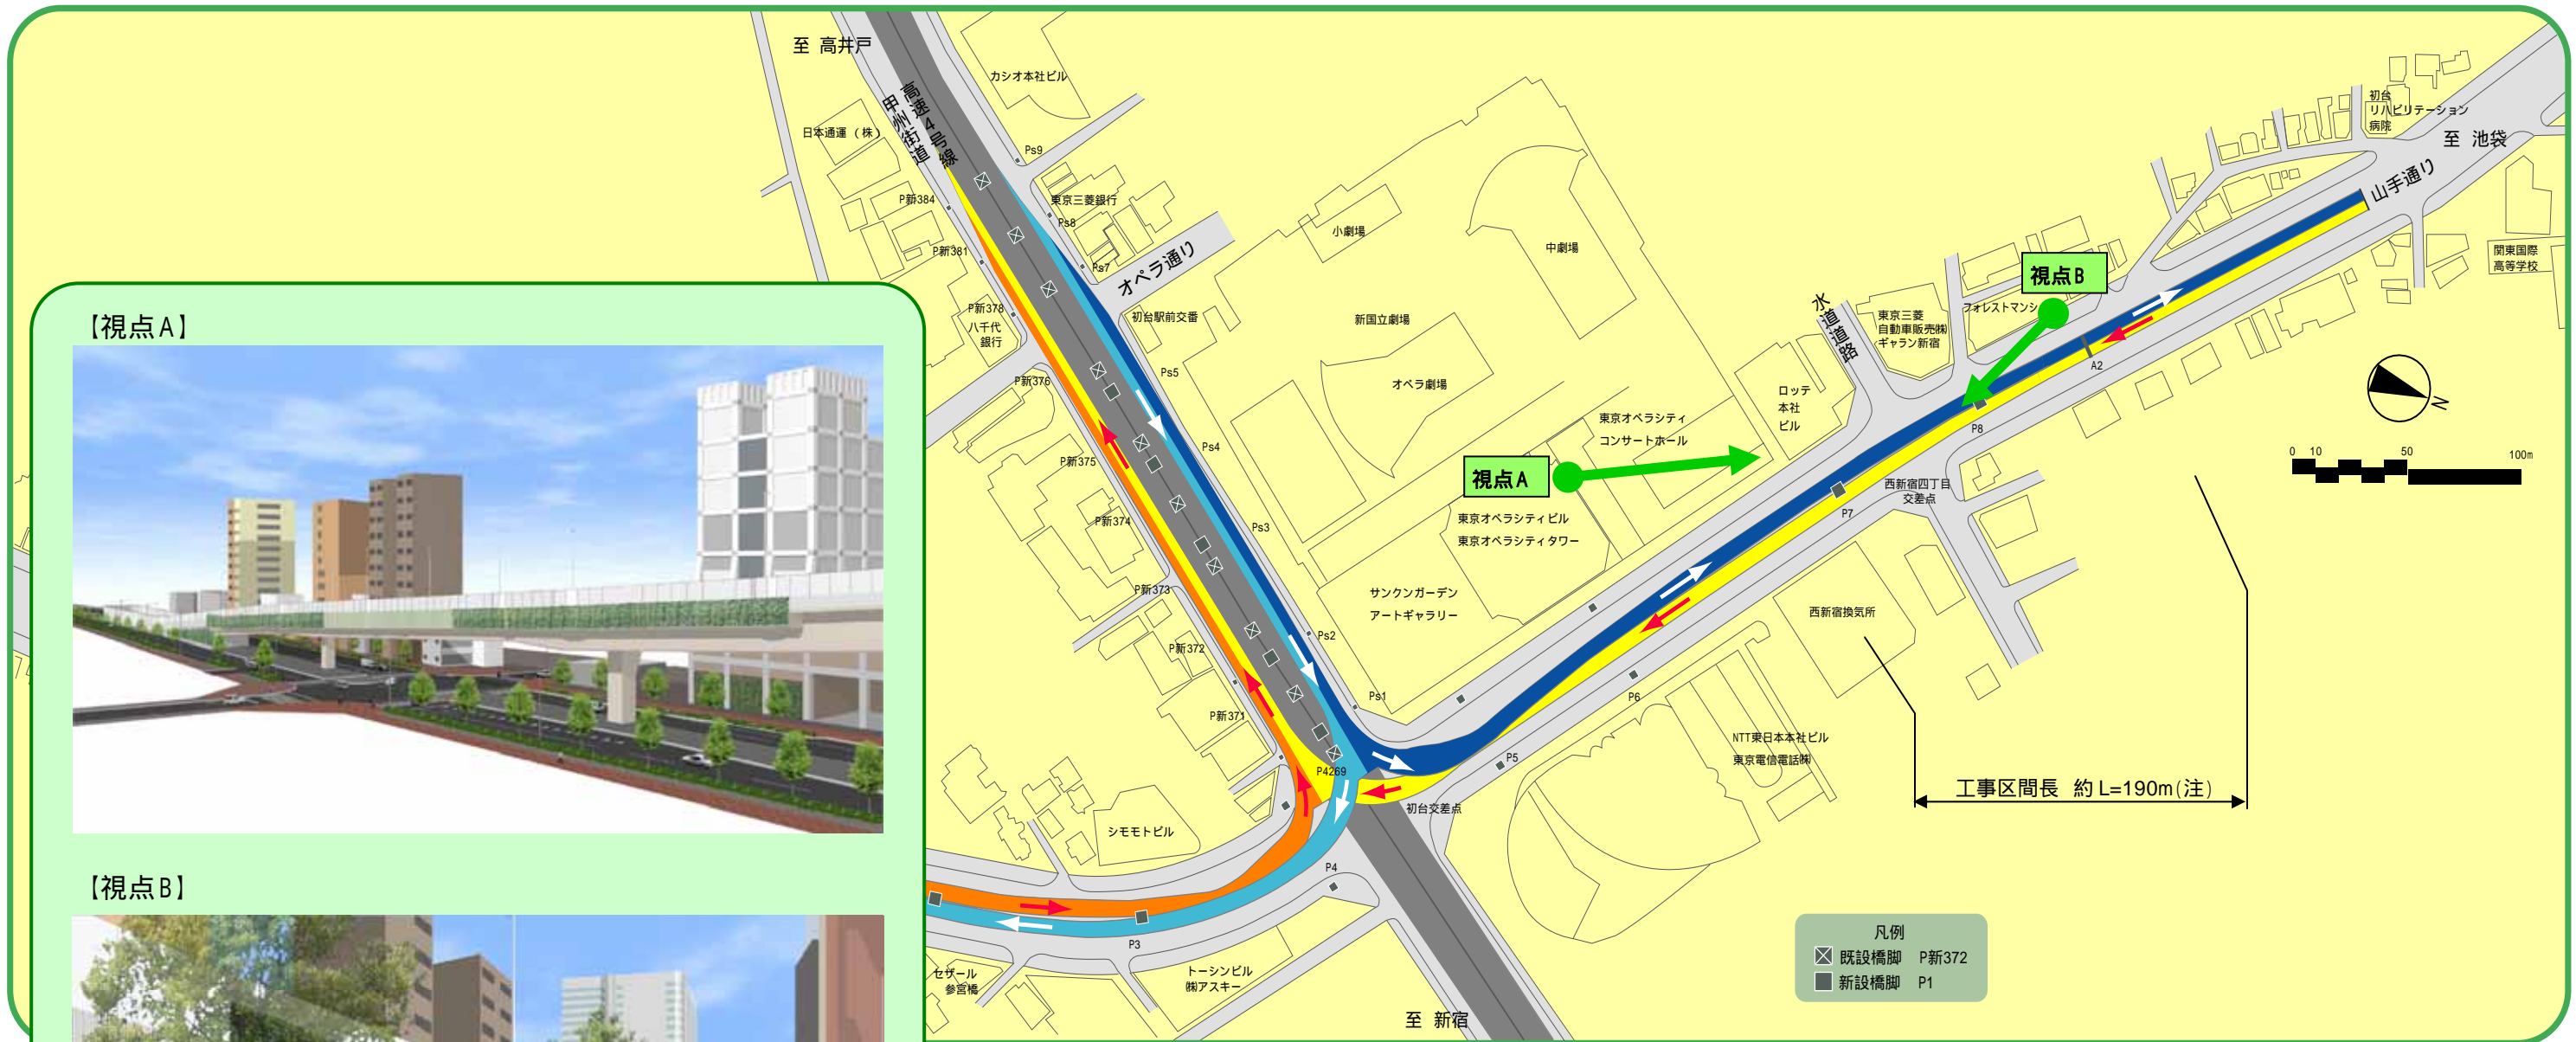 至 高井戸
カシオ本社ビル
高速4号線
甲州街道
日本通運（株）
Ps9
P新384
東京三菱銀行
Ps8
P新381
Ps7
オペラ通り
P新378
八千代
銀行
初台駅前交番
P新376
Ps5
P新375
Ps4
P新374
Ps3
P新373
Ps2
P新372
Ps1
P新371
P4269
小劇場
中劇場
新国立劇場
オペラ劇場
東京オペラシティ
コンサートホール
視点A
東京オペラシティビル
東京オペラシティタワー
サンクンガーデン
アートギャラリー
ロッテ
本社
ビル
水道道路
東京三菱
自動車販売㈱
ギャラン新宿
フォレストマンシ
視点B
初台
リハビリテーション
病院
至 池袋
山手通り
関東国際
高等学校
A2
P8
西新宿四丁目
交差点
P7
西新宿換気所
P6
NTT東日本本社ビル
東京電信電話㈱
P5
初台交差点
P4
シモモトビル
P3
セザール
参宮橋
トーシンビル
㈱アスキー
至 新宿
N
0 10 50 100m
工事区間長 約L=190m(注)
凡例
既設橋脚 P新372
新設橋脚 P1
【視点A】
【視点B】